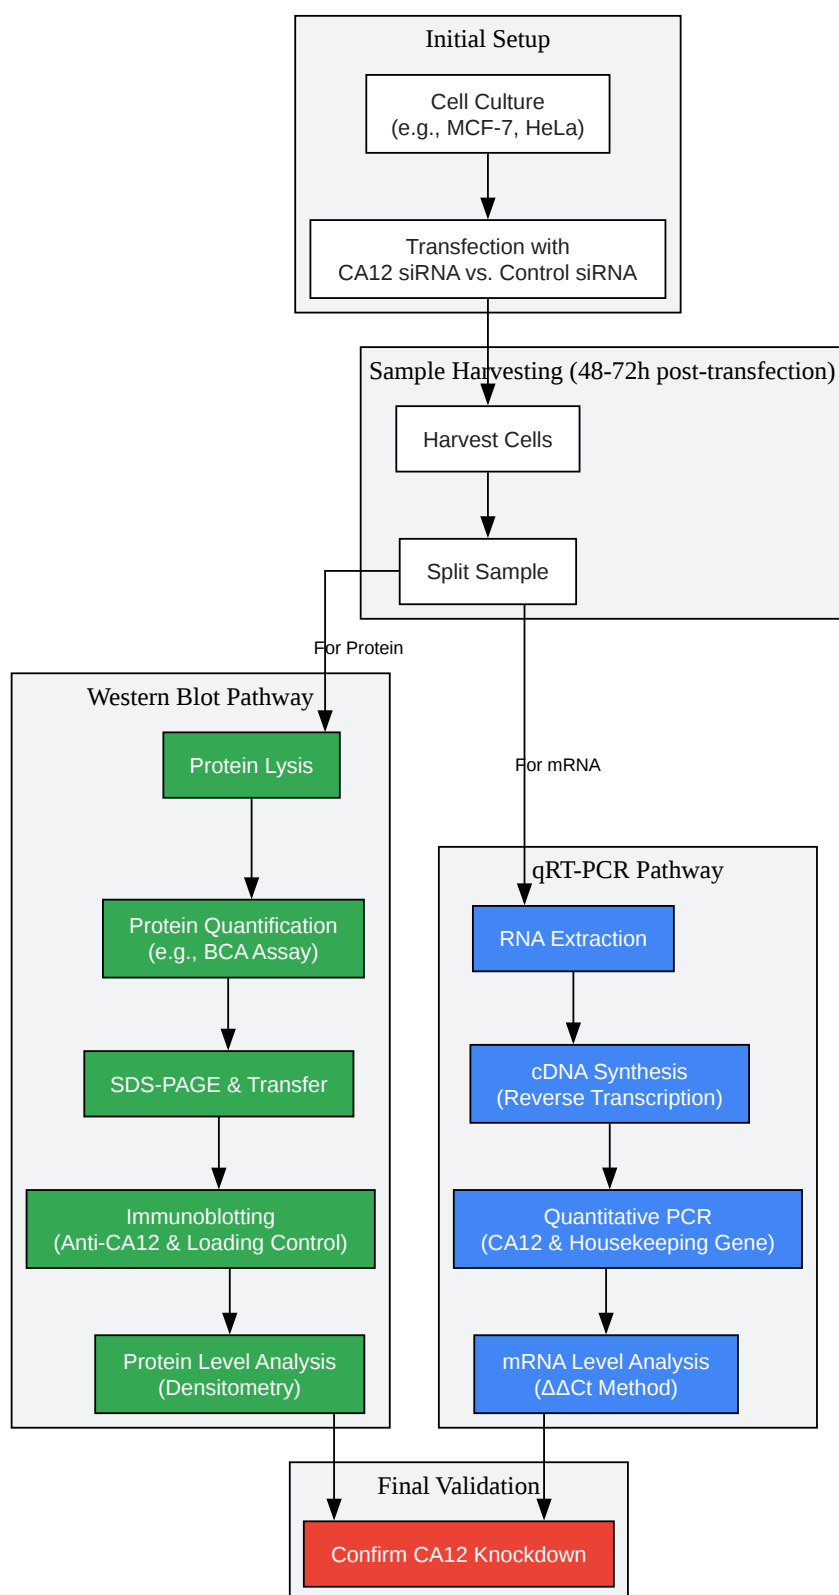 Initial Setup
Cell Culture
(e.g., MCF-7, HeLa)
Transfection with
CA12 siRNA vs. Control siRNA
Sample Harvesting (48-72h post-transfection)
Harvest Cells
Split Sample
For Protein
Western Blot Pathway
Protein Lysis
Protein Quantification
(e.g., BCA Assay)
SDS-PAGE & Transfer
Immunoblotting
(Anti-CA12 & Loading Control)
Protein Level Analysis
(Densitometry)
For mRNA
qRT-PCR Pathway
RNA Extraction
cDNA Synthesis
(Reverse Transcription)
Quantitative PCR
(CA12 & Housekeeping Gene)
mRNA Level Analysis
(ΔΔCt Method)
Final Validation
Confirm CA12 Knockdown